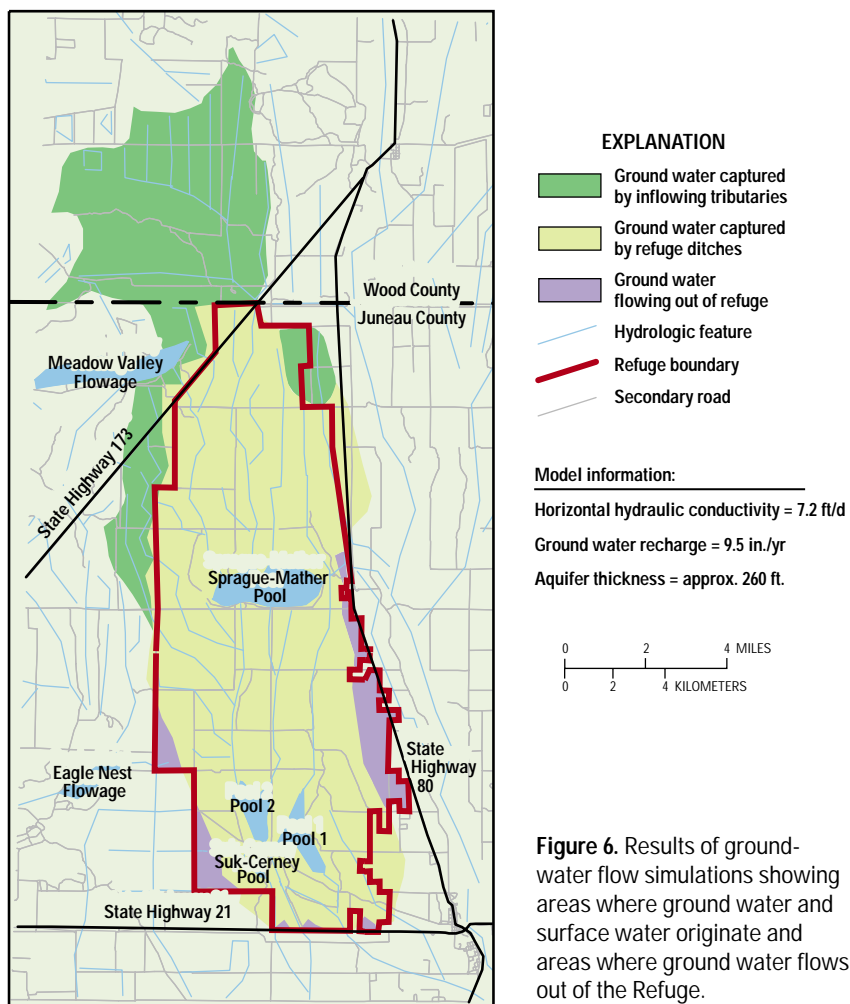 Wood County
Juneau County
Meadow Valley
Flowage
State Highway 173
Sprague-Mather
Pool
State
Highway
80
Eagle Nest
Flowage
Pool 2
Pool 1
Suk-Cerney
Pool
State Highway 21
EXPLANATION
Ground water captured
by inflowing tributaries
Ground water captured
by refuge ditches
Ground water
flowing out of refuge
Hydrologic feature
Refuge boundary
Secondary road
Model information:
Horizontal hydraulic conductivity = 7.2 ft/d
Ground water recharge = 9.5 in./yr
Aquifer thickness = approx. 260 ft.
0 2 4 MILES
0 2 4 KILOMETERS
Figure 6. Results of ground-
water flow simulations showing
areas where ground water and
surface water originate and
areas where ground water flows
out of the Refuge.